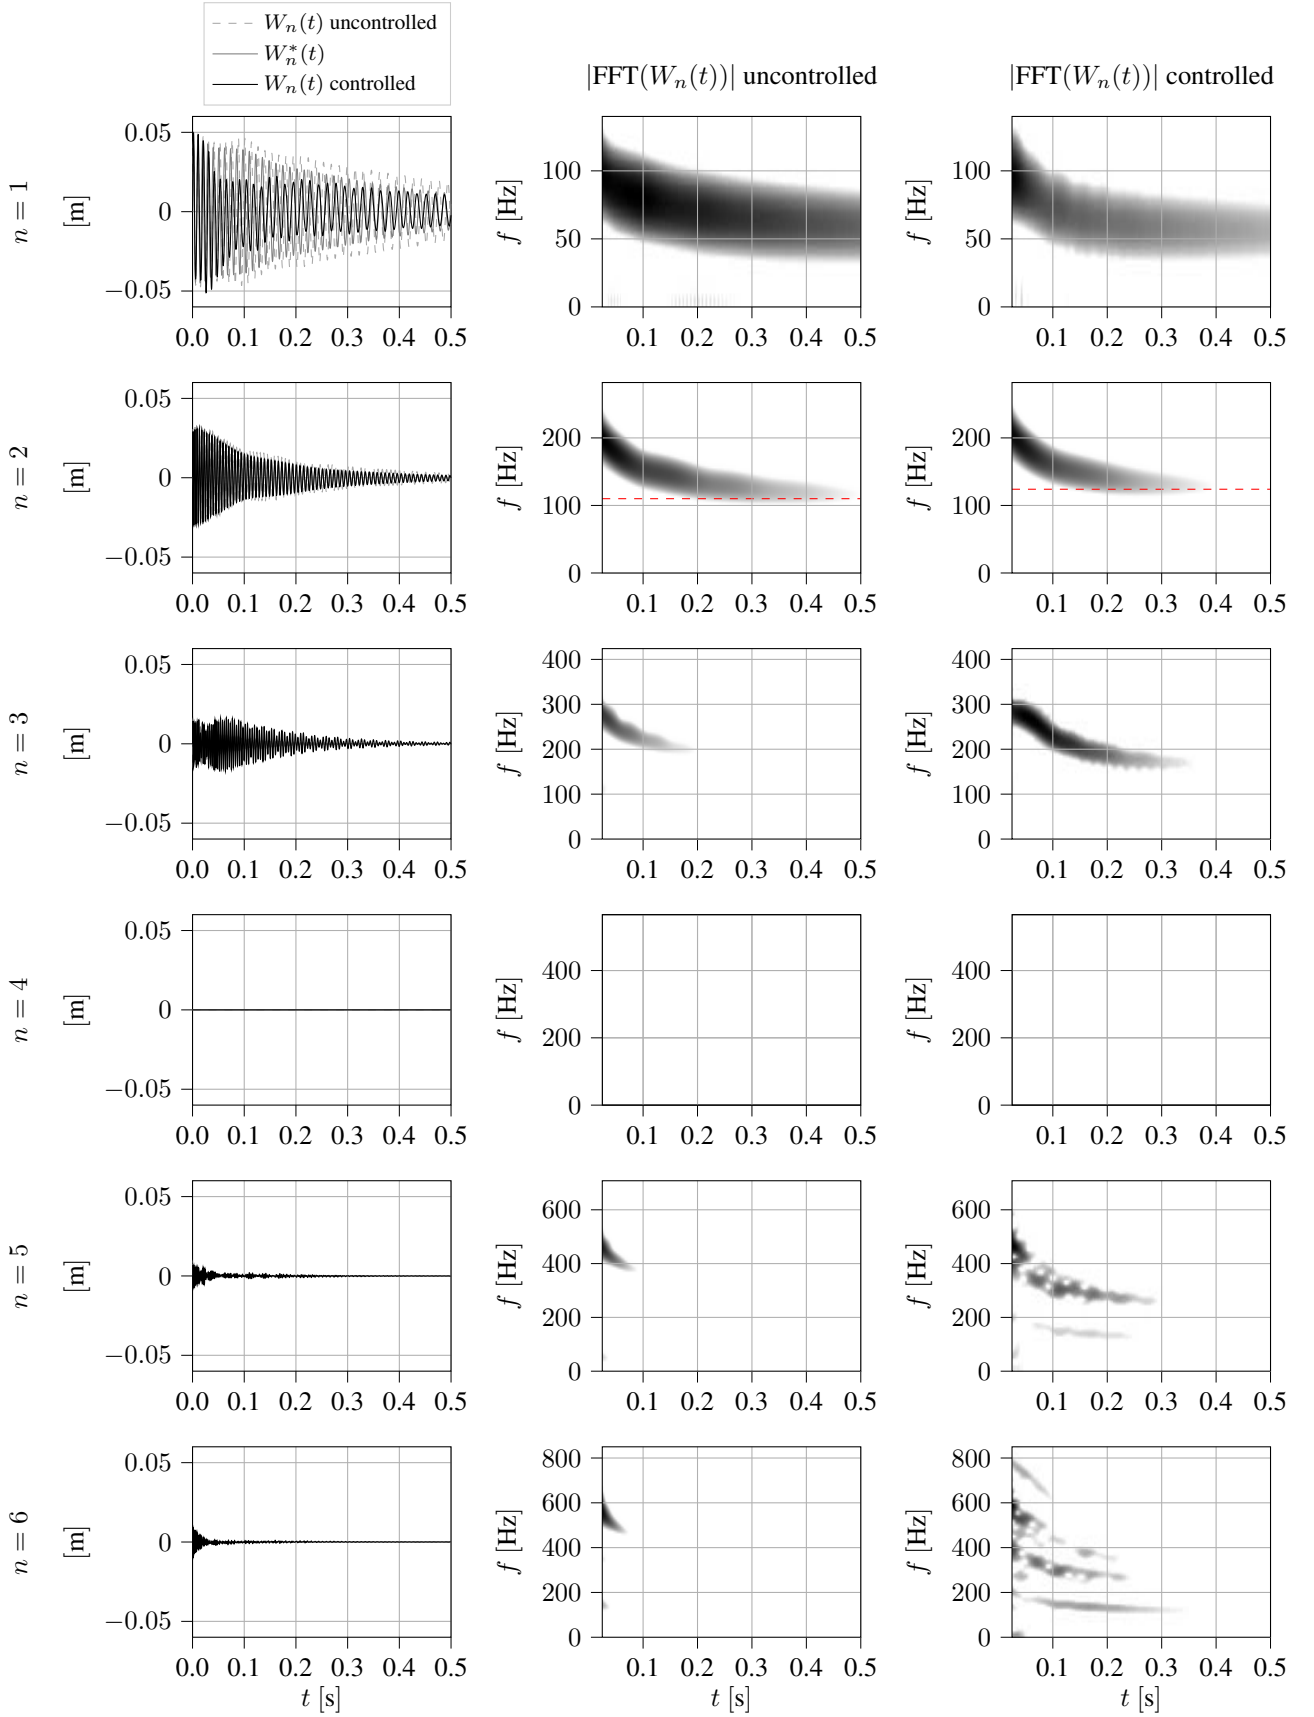 W_n(t) uncontrolled
W_n^*(t)
W_n(t) controlled
|FFT(W_n(t))| uncontrolled
|FFT(W_n(t))| controlled
n = 1
[m]
0.05
0
−0.05
0.0 0.1 0.2 0.3 0.4 0.5
f [Hz]
100
50
0
0.1 0.2 0.3 0.4 0.5
f [Hz]
100
50
0
0.1 0.2 0.3 0.4 0.5
n = 2
[m]
0.05
0
−0.05
0.0 0.1 0.2 0.3 0.4 0.5
f [Hz]
200
100
0
0.1 0.2 0.3 0.4 0.5
f [Hz]
200
100
0
0.1 0.2 0.3 0.4 0.5
n = 3
[m]
0.05
0
−0.05
0.0 0.1 0.2 0.3 0.4 0.5
f [Hz]
400
300
200
100
0
0.1 0.2 0.3 0.4 0.5
f [Hz]
400
300
200
100
0
0.1 0.2 0.3 0.4 0.5
n = 4
[m]
0.05
0
−0.05
0.0 0.1 0.2 0.3 0.4 0.5
f [Hz]
400
200
0
0.1 0.2 0.3 0.4 0.5
f [Hz]
400
200
0
0.1 0.2 0.3 0.4 0.5
n = 5
[m]
0.05
0
−0.05
0.0 0.1 0.2 0.3 0.4 0.5
f [Hz]
600
400
200
0
0.1 0.2 0.3 0.4 0.5
f [Hz]
600
400
200
0
0.1 0.2 0.3 0.4 0.5
n = 6
[m]
0.05
0
−0.05
0.0 0.1 0.2 0.3 0.4 0.5
t [s]
f [Hz]
800
600
400
200
0
0.1 0.2 0.3 0.4 0.5
t [s]
f [Hz]
800
600
400
200
0
0.1 0.2 0.3 0.4 0.5
t [s]